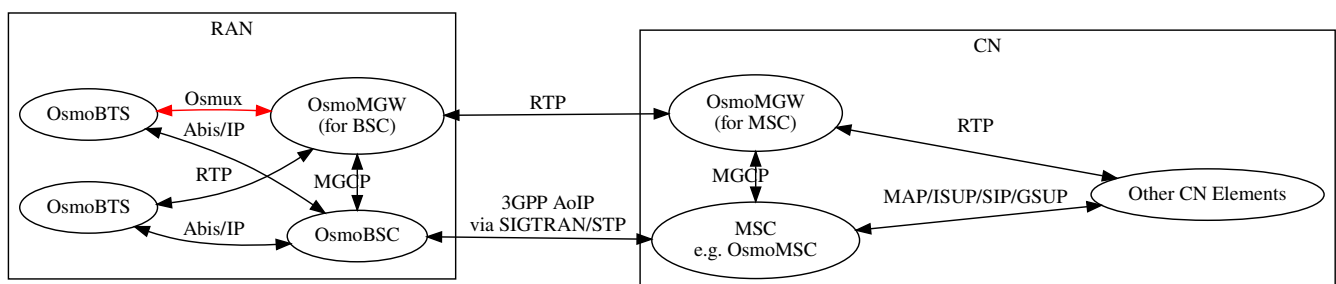 RAN
CN
OsmoBTS
Osmux
OsmoMGW
(for BSC)
RTP
OsmoMGW
(for MSC)
RTP
Abis/IP
RTP
MGCP
MGCP
OsmoBTS
Other CN Elements
MAP/ISUP/SIP/GSUP
Abis/IP
OsmoBSC
3GPP AoIP
via SIGTRAN/STP
MSC
e.g. OsmoMSC